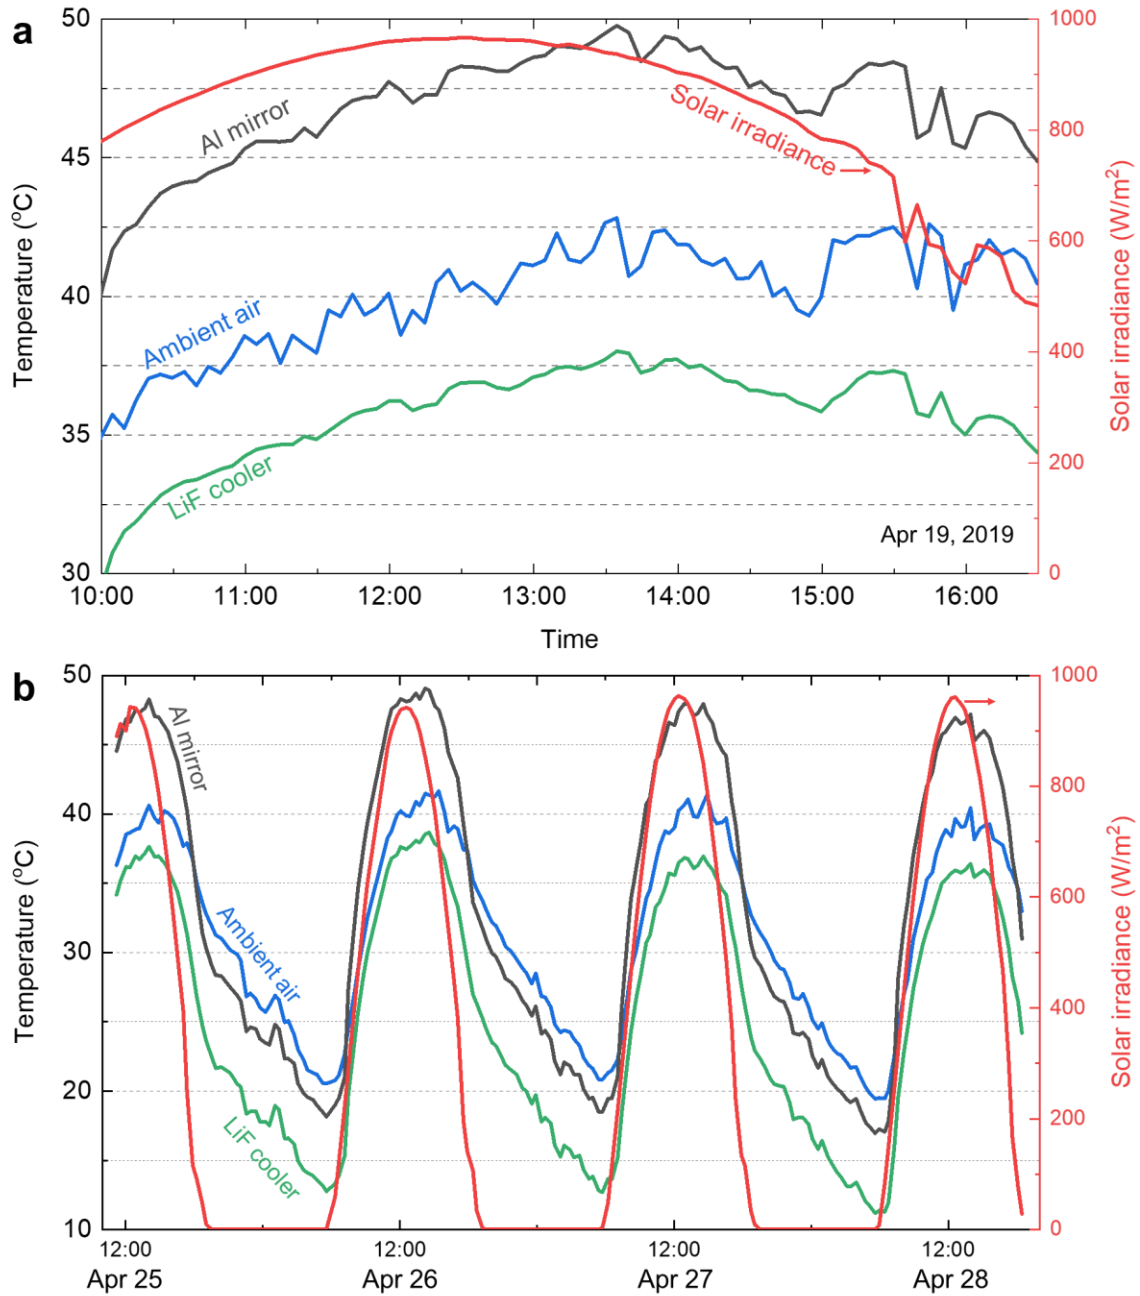 a
50
45
40
35
30
Temperature (°C)
Al mirror
Ambient air
LiF cooler
Solar irradiance
Apr 19, 2019
1000
800
600
400
200
0
Solar irradiance (W/m²)
10:00 11:00 12:00 13:00 14:00 15:00 16:00
Time
b
50
40
30
20
10
Temperature (°C)
Al mirror
Ambient air
LiF cooler
1000
800
600
400
200
0
Solar irradiance (W/m²)
12:00 12:00 12:00 12:00
Apr 25 Apr 26 Apr 27 Apr 28